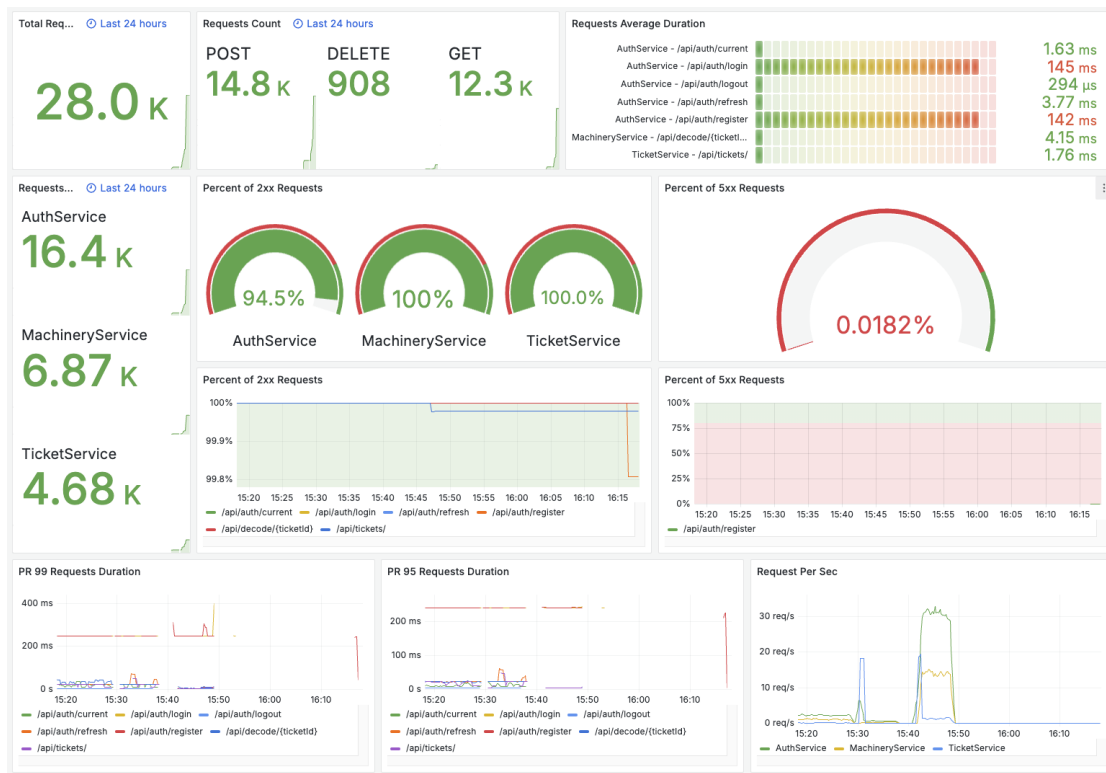 Total Req... Last 24 hours
28.0 K
Requests Count Last 24 hours
POST DELETE GET
14.8 K 908 12.3 K
Requests Average Duration
AuthService - /api/auth/current 1.63 ms
AuthService - /api/auth/login 145 ms
AuthService - /api/auth/logout 294 µs
AuthService - /api/auth/refresh 3.77 ms
AuthService - /api/auth/register 142 ms
MachineryService - /api/decode/{ticketI... 4.15 ms
TicketService - /api/tickets/ 1.76 ms
Requests... Last 24 hours
AuthService
16.4 K
MachineryService
6.87 K
TicketService
4.68 K
Percent of 2xx Requests
94.5% 100% 100.0%
AuthService MachineryService TicketService
Percent of 5xx Requests
0.0182%
Percent of 2xx Requests
100%
99.9%
99.8%
15:20 15:25 15:30 15:35 15:40 15:45 15:50 15:55 16:00 16:05 16:10 16:15
/api/auth/current /api/auth/login /api/auth/refresh /api/auth/register
/api/decode/{ticketId} /api/tickets/
Percent of 5xx Requests
100%
75%
50%
25%
0%
15:20 15:25 15:30 15:35 15:40 15:45 15:50 15:55 16:00 16:05 16:10 16:15
/api/auth/register
PR 99 Requests Duration
400 ms
200 ms
0 s
15:20 15:30 15:40 15:50 16:00 16:10
/api/auth/current /api/auth/login /api/auth/logout
/api/auth/refresh /api/auth/register /api/decode/{ticketId}
/api/tickets/
PR 95 Requests Duration
200 ms
100 ms
0 s
15:20 15:30 15:40 15:50 16:00 16:10
/api/auth/current /api/auth/login /api/auth/logout
/api/auth/refresh /api/auth/register /api/decode/{ticketId}
/api/tickets/
Request Per Sec
30 req/s
20 req/s
10 req/s
0 req/s
15:20 15:30 15:40 15:50 16:00 16:10
AuthService MachineryService TicketService